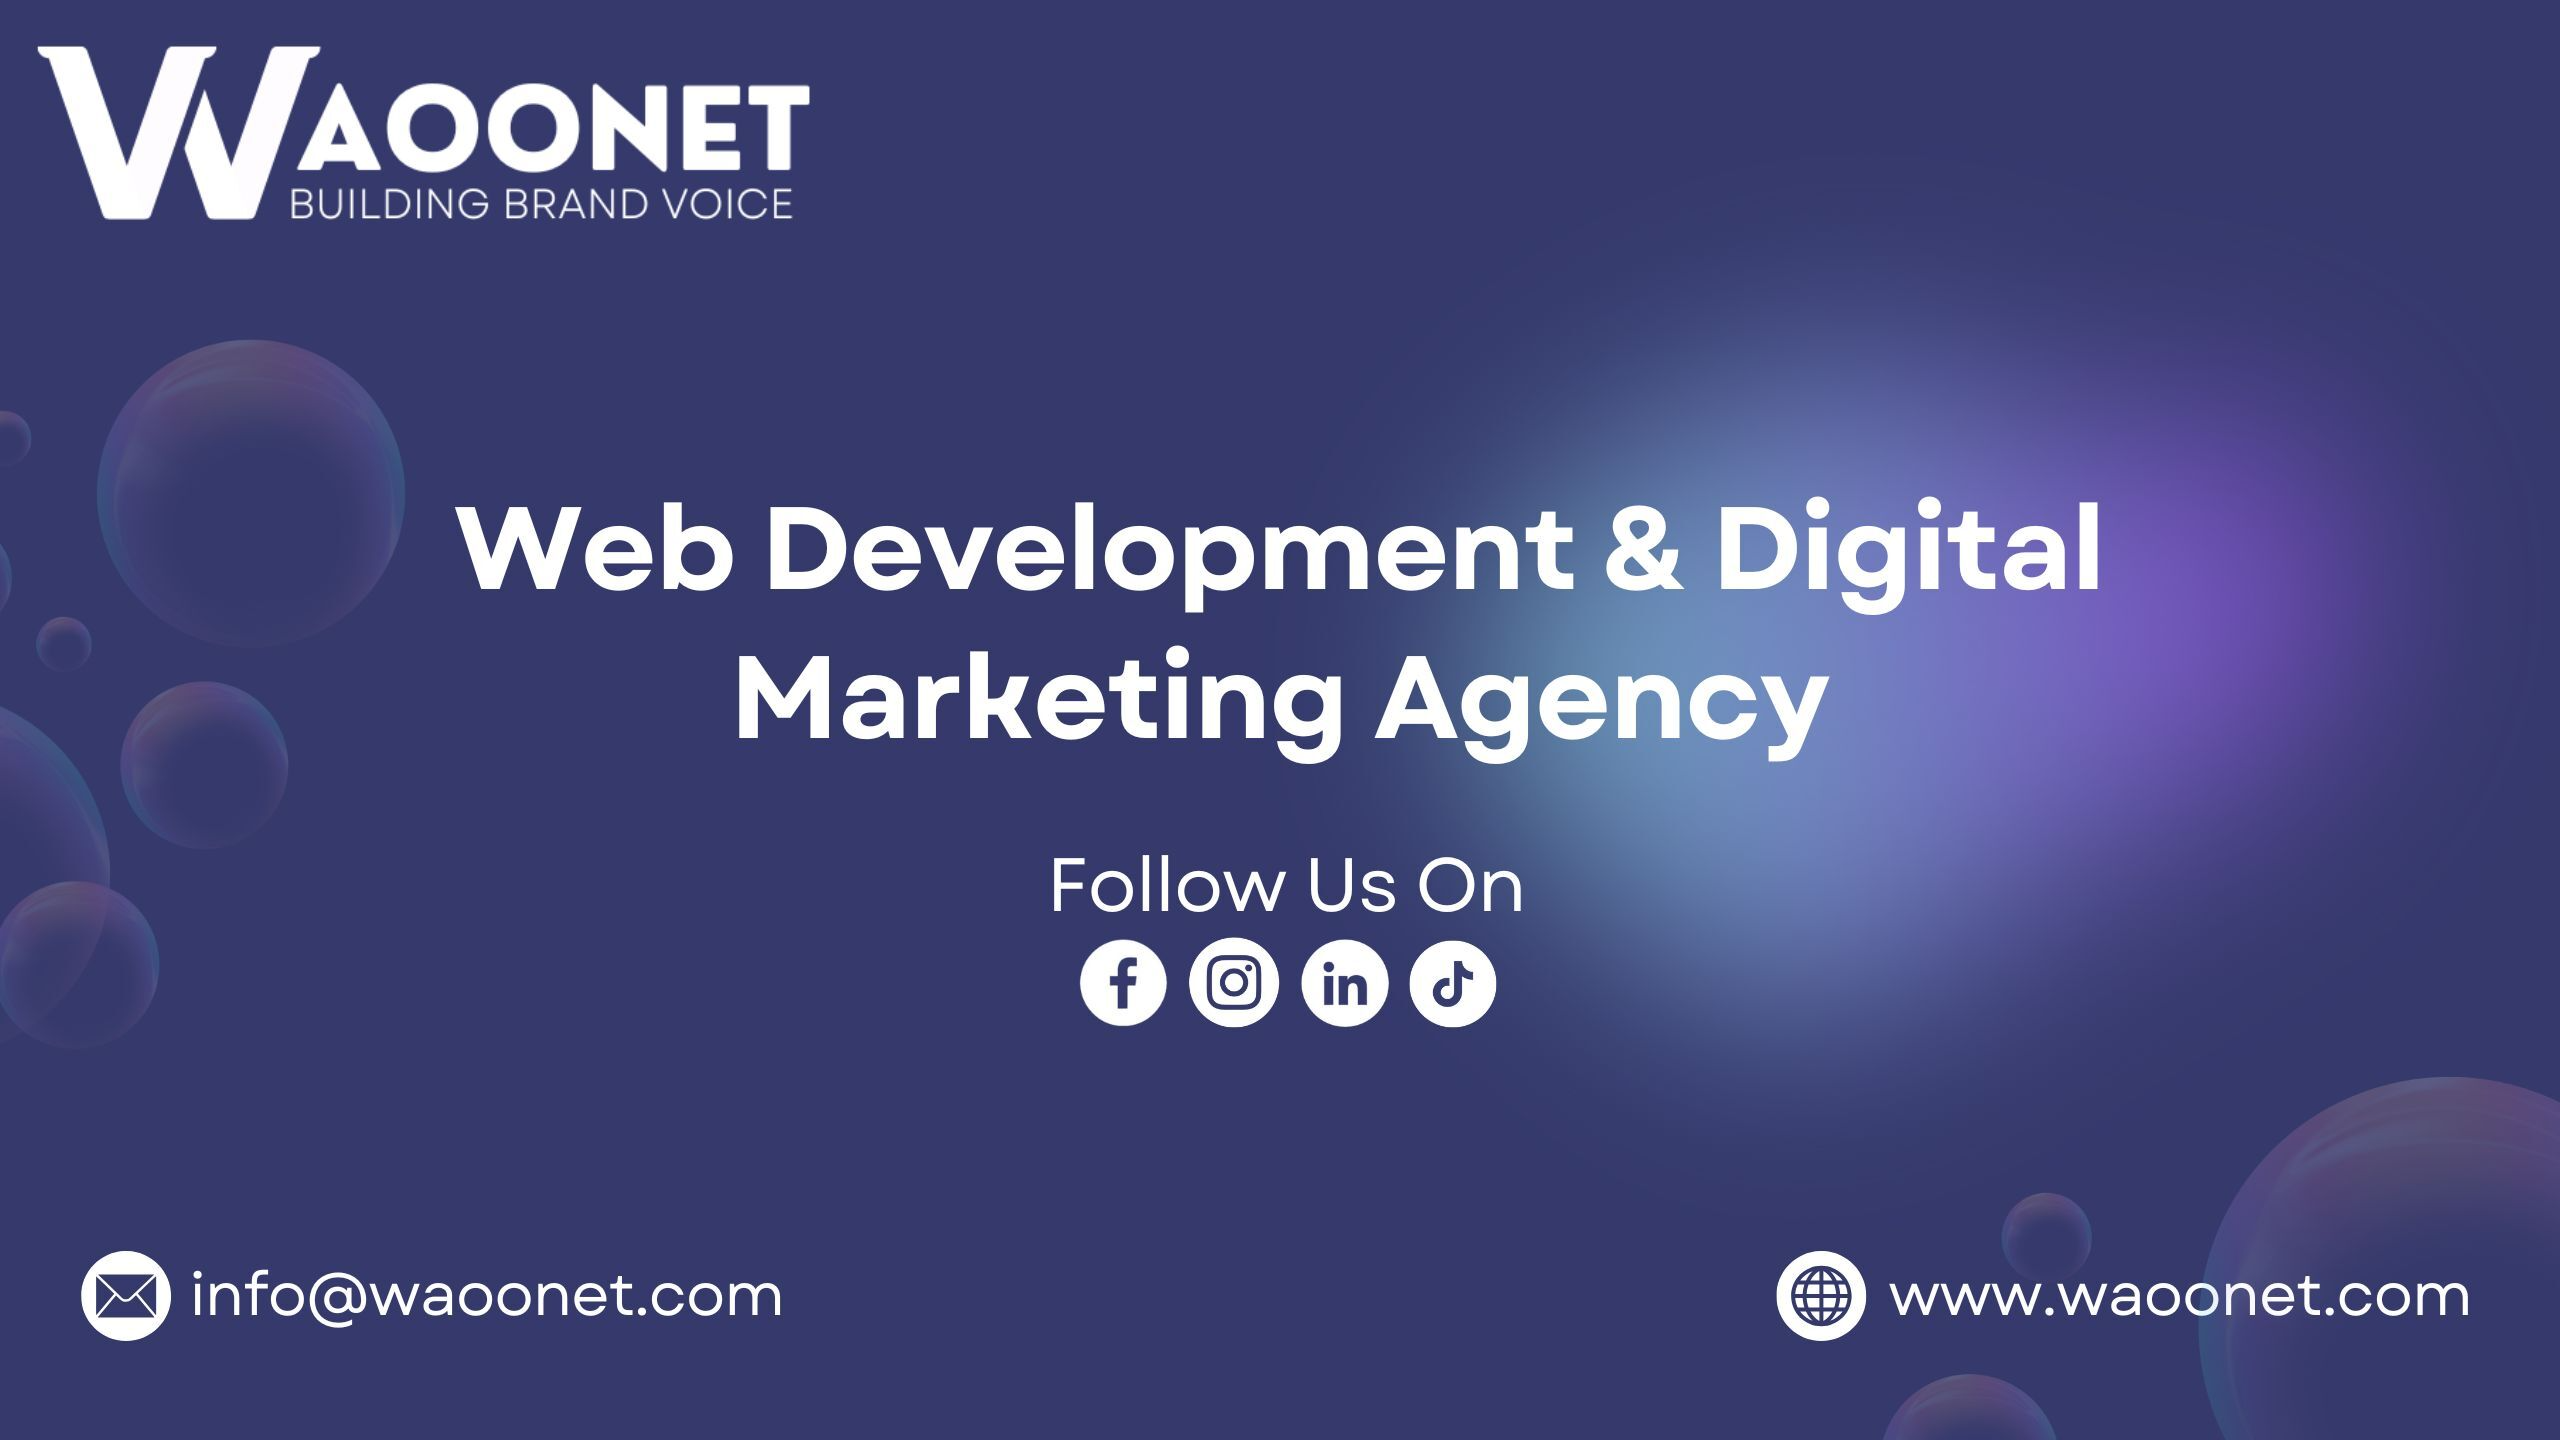 WAOONET
BUILDING BRAND VOICE
Web Development & Digital
Marketing Agency
Follow Us On
info@waoonet.com
www.waoonet.com